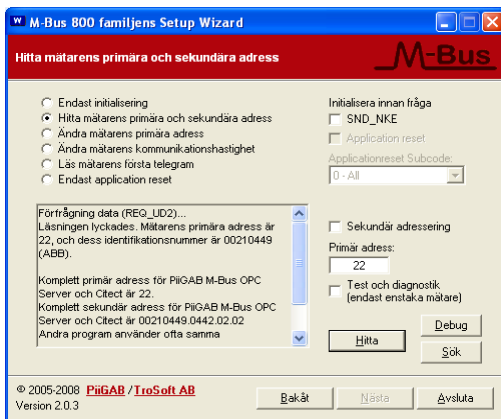 M-Bus 800 familjens Setup Wizard
Hitta mätarens primära och sekundära adress
M-Bus
Endast initialisering
Hitta mätarens primära och sekundära adress
Ändra mätarens primära adress
Ändra mätarens kommunikationshastighet
Läs mätarens första telegram
Endast application reset
Initialisera innan fråga
SND_NKE
Application reset
Applicationreset Subcode:
0 - All
Förfrågning data (REQ_UD2)...
Läsningen lyckades. Mätarens primära adress är
22, och dess identifikationsnummer är 00210449
(ABB).
Komplett primär adress för PiiGAB M-Bus OPC
Server och Citect är 22.
Komplett sekundär adress för PiiGAB M-Bus OPC
Server och Citect är 00210449.0442.02.02
Andra program använder ofta samma
Sekundär adressering
Primär adress:
22
Test och diagnostik
(endast enstaka mätare)
Hitta
Debug
Sök
© 2005-2008 PiiGAB / TroSoft AB
Version 2.0.3
Bakåt
Nästa
Avsluta